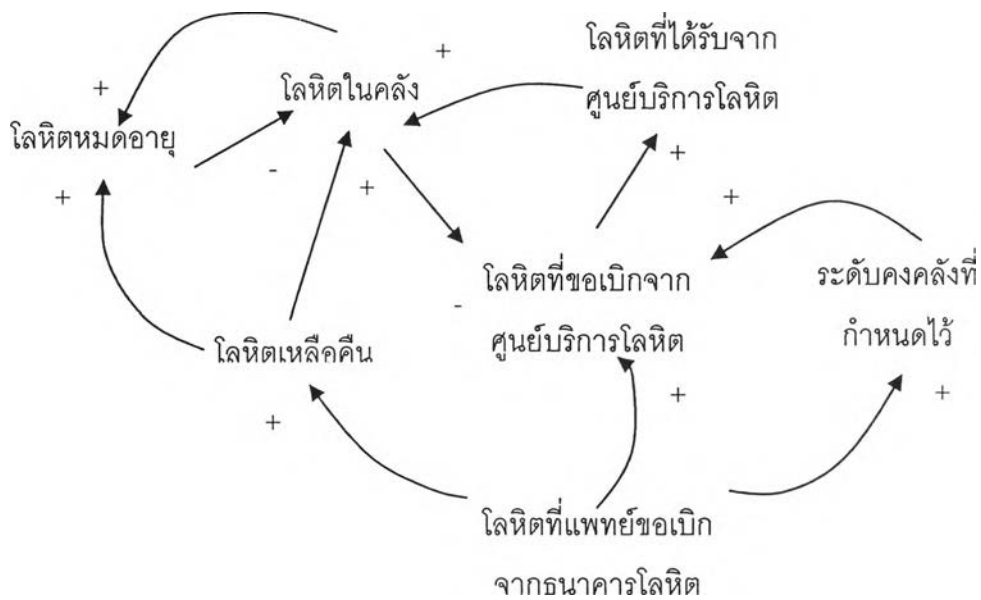 โลหิตที่ได้รับจาก
ศูนย์บริการโลหิต
+
+
โลหิตในคลัง
+
โลหิตหมดอายุ
+
-
+
+
+
โลหิตที่ขอเบิกจาก
ศูนย์บริการโลหิต
-
ระดับคงคลังที่
กำหนดไว้
โลหิตเหลือคืน
+
+
+
โลหิตที่แพทย์ขอเบิก
จากธนาคารโลหิต